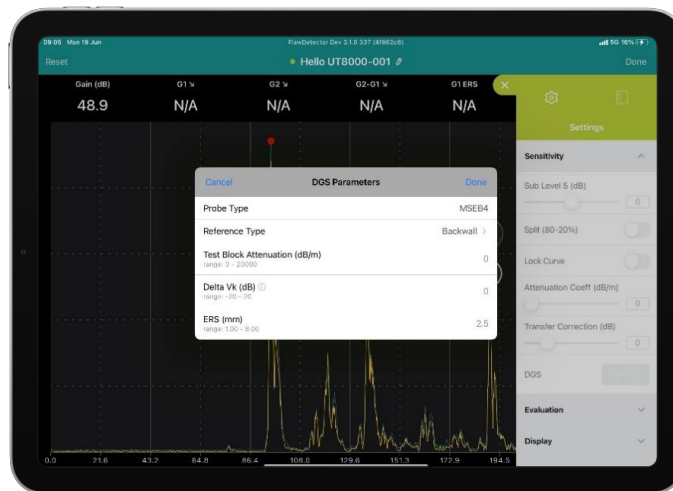 09:05 Mon 19 Jun
FlawDetector Dev 3.1.0 337 (41862c6)
5G 16%
Reset
Hello UT8000-001
Done
Gain (dB)
G1
G2
G2-G1
G1 ERS
48.9
N/A
N/A
N/A
N/A
Settings
Cancel
DGS Parameters
Done
Probe Type
MSEB4
Reference Type
Backwall
Test Block Attenuation (dB/m)
range: 0 - 20000
0
Delta Vk (dB)
range: -20 - 20
0
ERS (mm)
range: 1.00 - 8.00
2.5
Sensitivity
Sub Level 5 (dB)
0
Split (80-20%)
Lock Curve
Attenuation Coeff (dB/m)
0
Transfer Correction (dB)
0
DGS
Evaluation
Display
0.0 21.6 43.2 64.8 86.4 108.0 129.6 151.3 172.9 194.5